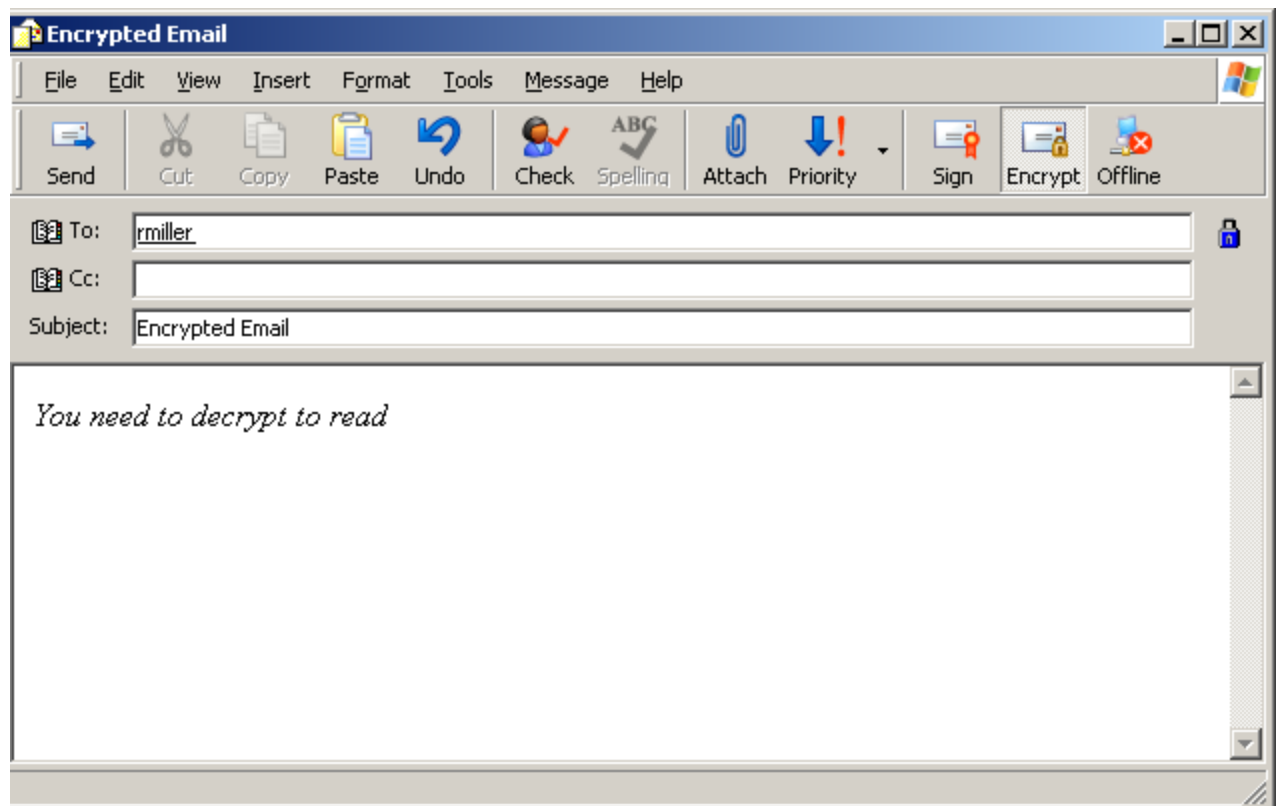 Encrypted Email
File Edit View Insert Format Tools Message Help
ABC
Send Cut Copy Paste Undo Check Spelling Attach Priority Sign Encrypt Offline
To: rmiller
Cc:
Subject: Encrypted Email
You need to decrypt to read